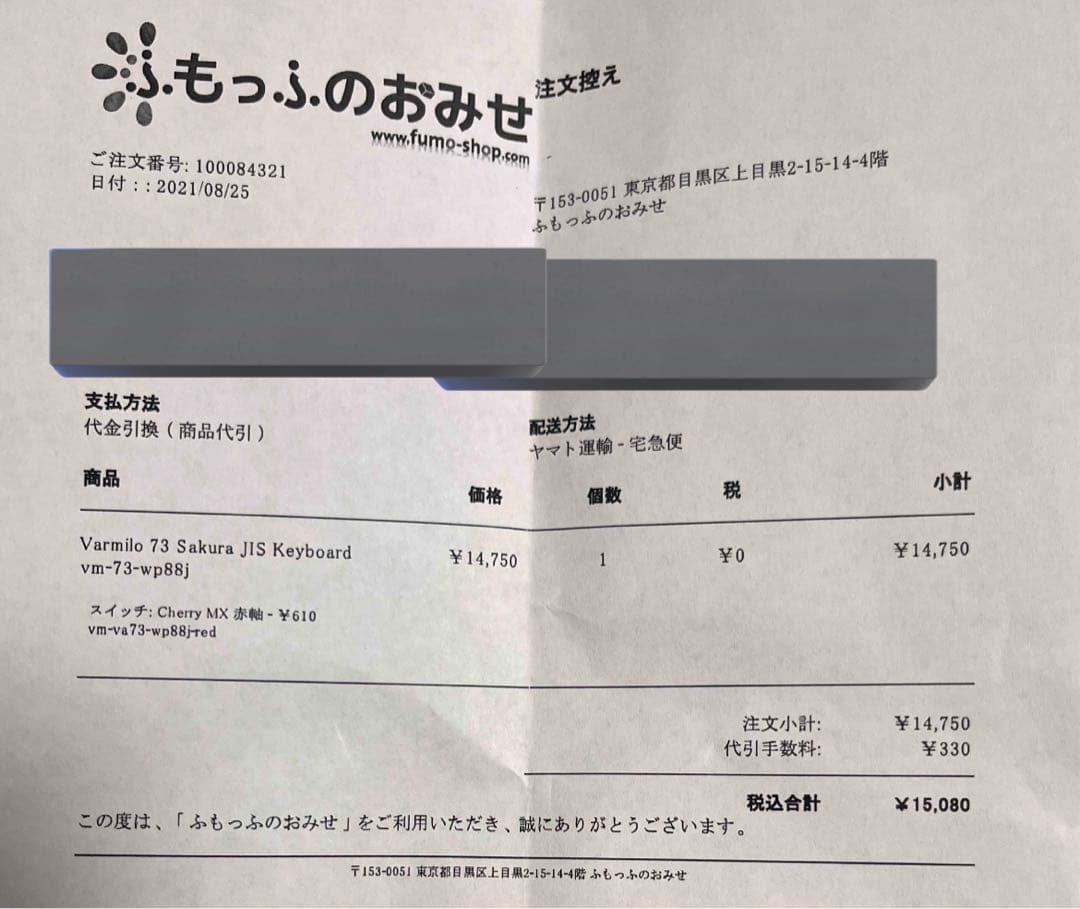 ふもっふのおみせ
www.fumo-shop.com
注文控え
ご注文番号: 100084321
日付 : : 2021/08/25
〒153-0051 東京都目黒区上目黒2-15-14-4階
ふもっふのおみせ
支払方法
代金引換 ( 商品代引 )
配送方法
ヤマト運輸 - 宅急便
商品 価格 個数 税 小計
Varmilo 73 Sakura JIS Keyboard ¥14,750 1 ¥0 ¥14,750
vm-73-wp88j
スイッチ: Cherry MX 赤軸 - ¥610
vm-va73-wp88j-red
注文小計: ¥14,750
代引手数料: ¥330
税込合計 ¥15,080
この度は、「ふもっふのおみせ」をご利用いただき、誠にありがとうございます。
〒153-0051 東京都目黒区上目黒2-15-14-4階 ふもっふのおみせ